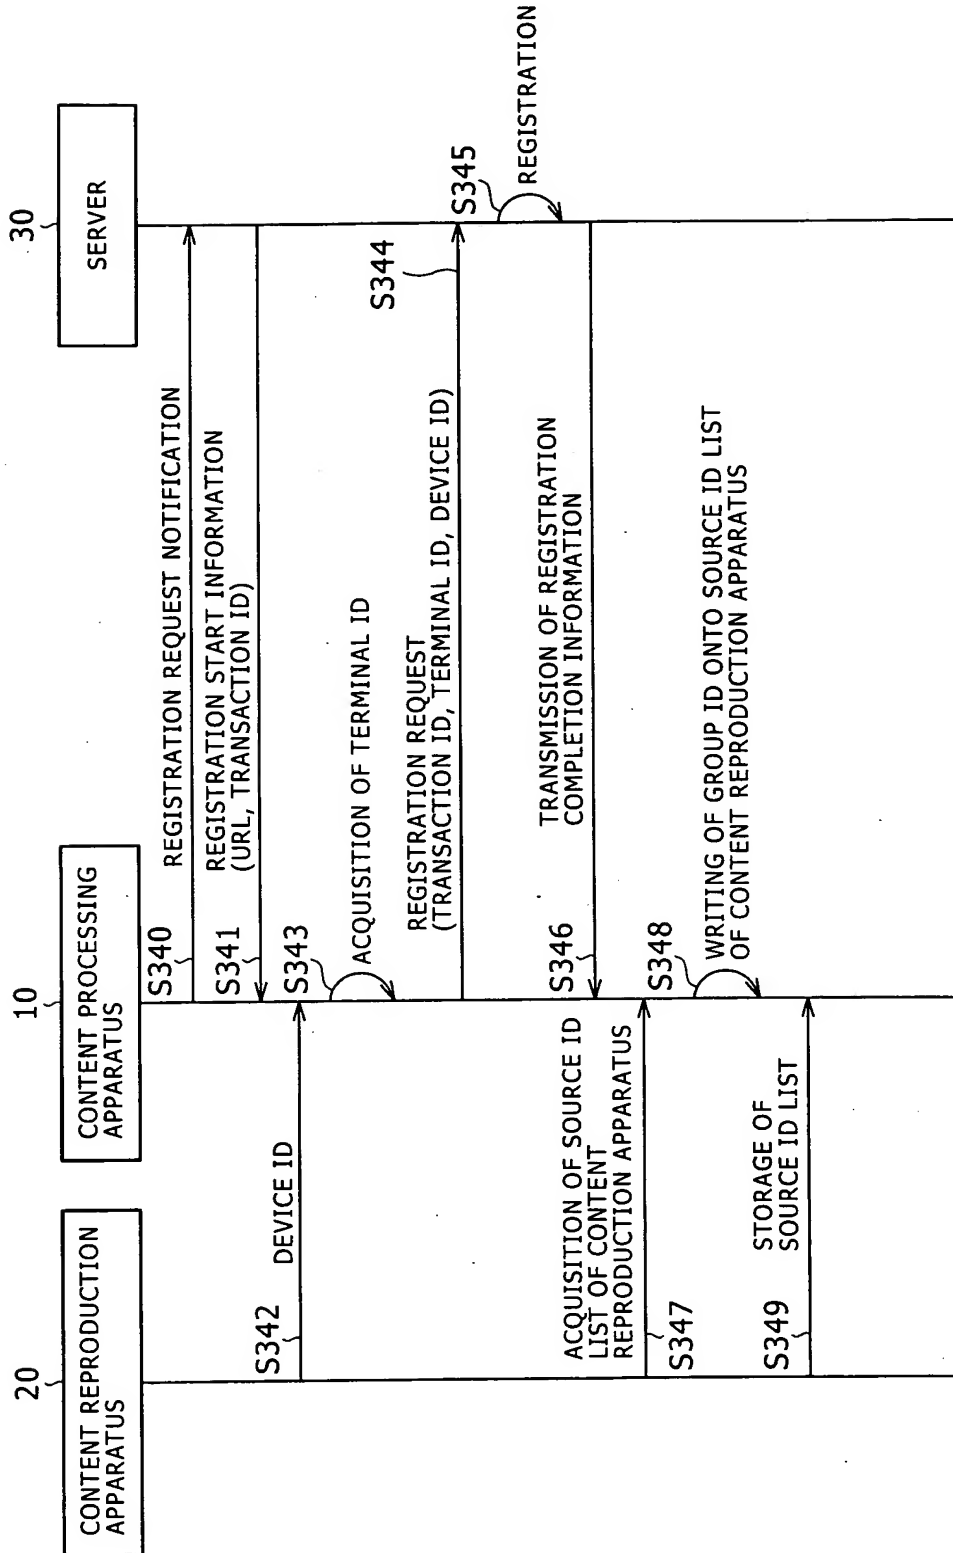 20
CONTENT REPRODUCTION
APPARATUS
10
CONTENT PROCESSING
APPARATUS
30
SERVER
S340
REGISTRATION REQUEST NOTIFICATION
S341
REGISTRATION START INFORMATION
(URL, TRANSACTION ID)
S342
DEVICE ID
S343
ACQUISITION OF TERMINAL ID
S344
REGISTRATION REQUEST
(TRANSACTION ID, TERMINAL ID, DEVICE ID)
S345
REGISTRATION
S346
TRANSMISSION OF REGISTRATION
COMPLETION INFORMATION
S347
ACQUISITION OF SOURCE ID
LIST OF CONTENT
REPRODUCTION APPARATUS
S348
WRITING OF GROUP ID ONTO SOURCE ID LIST
OF CONTENT REPRODUCTION APPARATUS
S349
STORAGE OF
SOURCE ID LIST